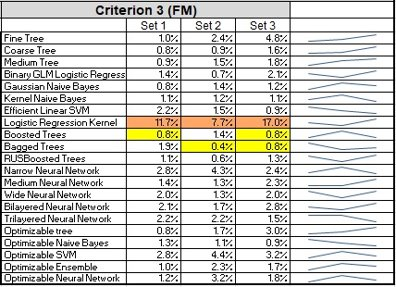 Criterion 3 (FM)
Set 1 Set 2 Set 3
Fine Tree 1.0% 2.4% 4.8%
Coarse Tree 0.8% 0.9% 1.6%
Medium Tree 0.9% 1.5% 1.8%
Binary GLM Logistic Regress 1.4% 0.7% 2.1%
Gaussian Naive Bayes 0.8% 1.4% 1.2%
Kernel Naive Bayes 1.1% 1.2% 1.1%
Efficient Linear SVM 2.2% 1.5% 0.9%
Logistic Regression Kernel 11.7% 7.7% 17.0%
Boosted Trees 0.8% 1.4% 0.8%
Bagged Trees 1.9% 0.4% 0.8%
RUSBoosted Trees 1.1% 0.6% 1.3%
Narrow Neural Network 2.8% 4.3% 2.4%
Medium Neural Network 1.4% 1.3% 2.3%
Wide Neural Network 2.0% 1.3% 2.0%
Bilayered Neural Network 2.1% 1.7% 2.8%
Trilayered Neural Network 2.2% 2.2% 1.5%
Optimizable tree 0.8% 1.7% 3.0%
Optimizable Naive Bayes 1.3% 1.1% 0.9%
Optimizable SVM 2.8% 4.4% 3.2%
Optimizable Ensemble 1.0% 2.3% 1.7%
Optimizable Neural Network 1.2% 3.2% 1.8%